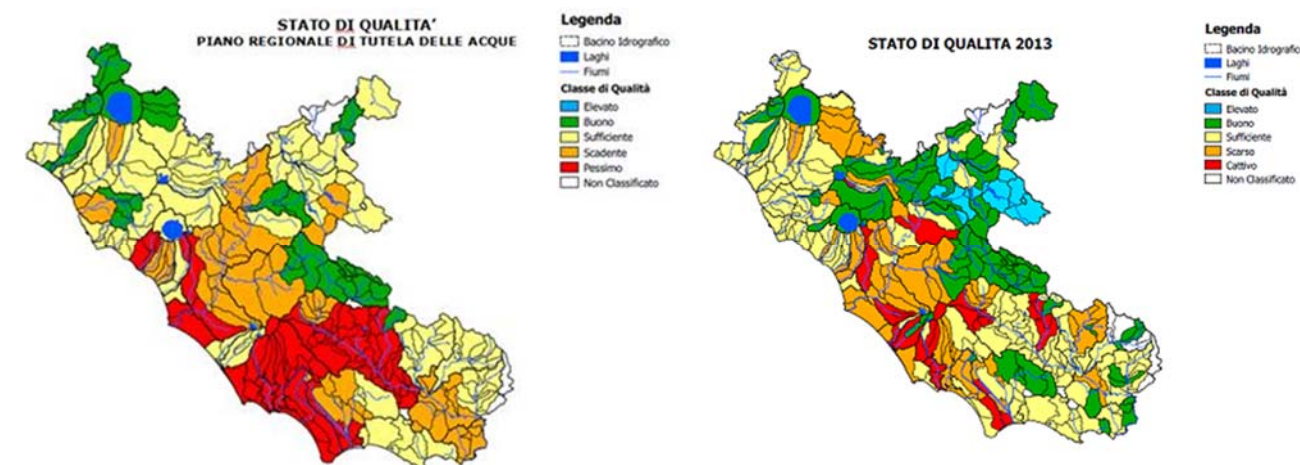 STATO DI QUALITA'
PIANO REGIONALE DI TUTELA DELLE ACQUE
Legenda
Bacino Idrografico
Laghi
Fiumi
Classe di Qualità
Elevato
Buono
Sufficiente
Scadente
Pessimo
Non Classificato
STATO DI QUALITA 2013
Legenda
Bacino Idrografico
Laghi
Fiumi
Classe di Qualità
Elevato
Buono
Sufficiente
Scarso
Cattivo
Non Classificato